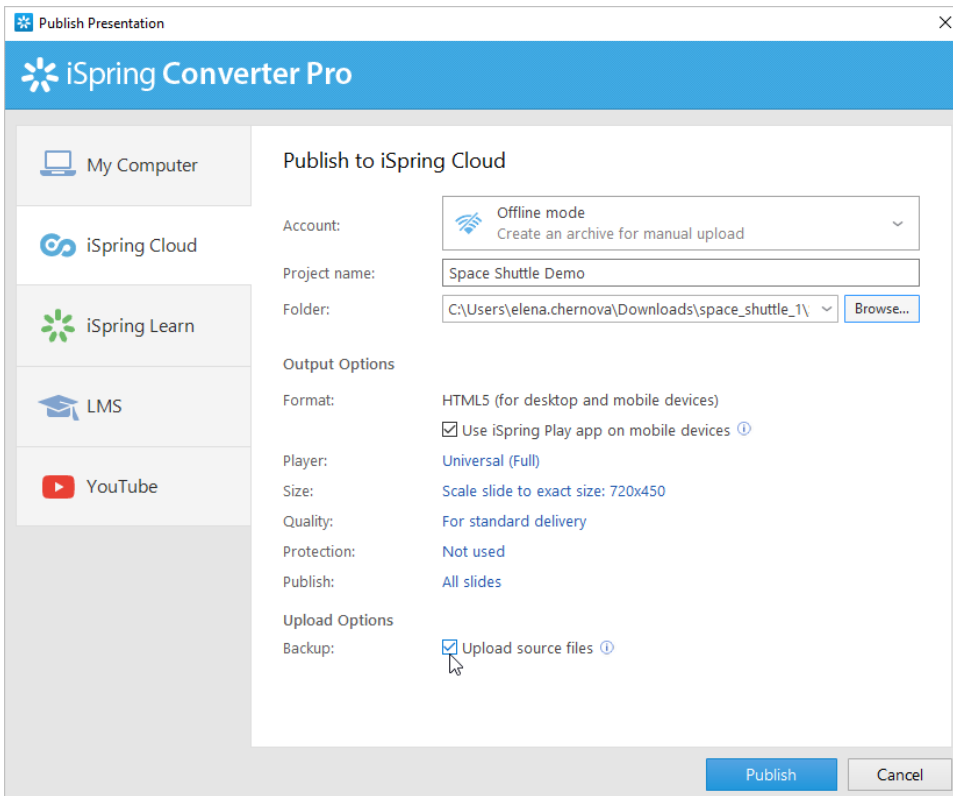 Publish Presentation
iSpring Converter Pro
My Computer
iSpring Cloud
iSpring Learn
LMS
YouTube
Publish to iSpring Cloud
Account:
Offline mode
Create an archive for manual upload
Project name: Space Shuttle Demo
Folder: C:\Users\elena.chernova\Downloads\space_shuttle_1\ Browse...
Output Options
Format: HTML5 (for desktop and mobile devices)
Use iSpring Play app on mobile devices
Player: Universal (Full)
Size: Scale slide to exact size: 720x450
Quality: For standard delivery
Protection: Not used
Publish: All slides
Upload Options
Backup: Upload source files
Publish Cancel